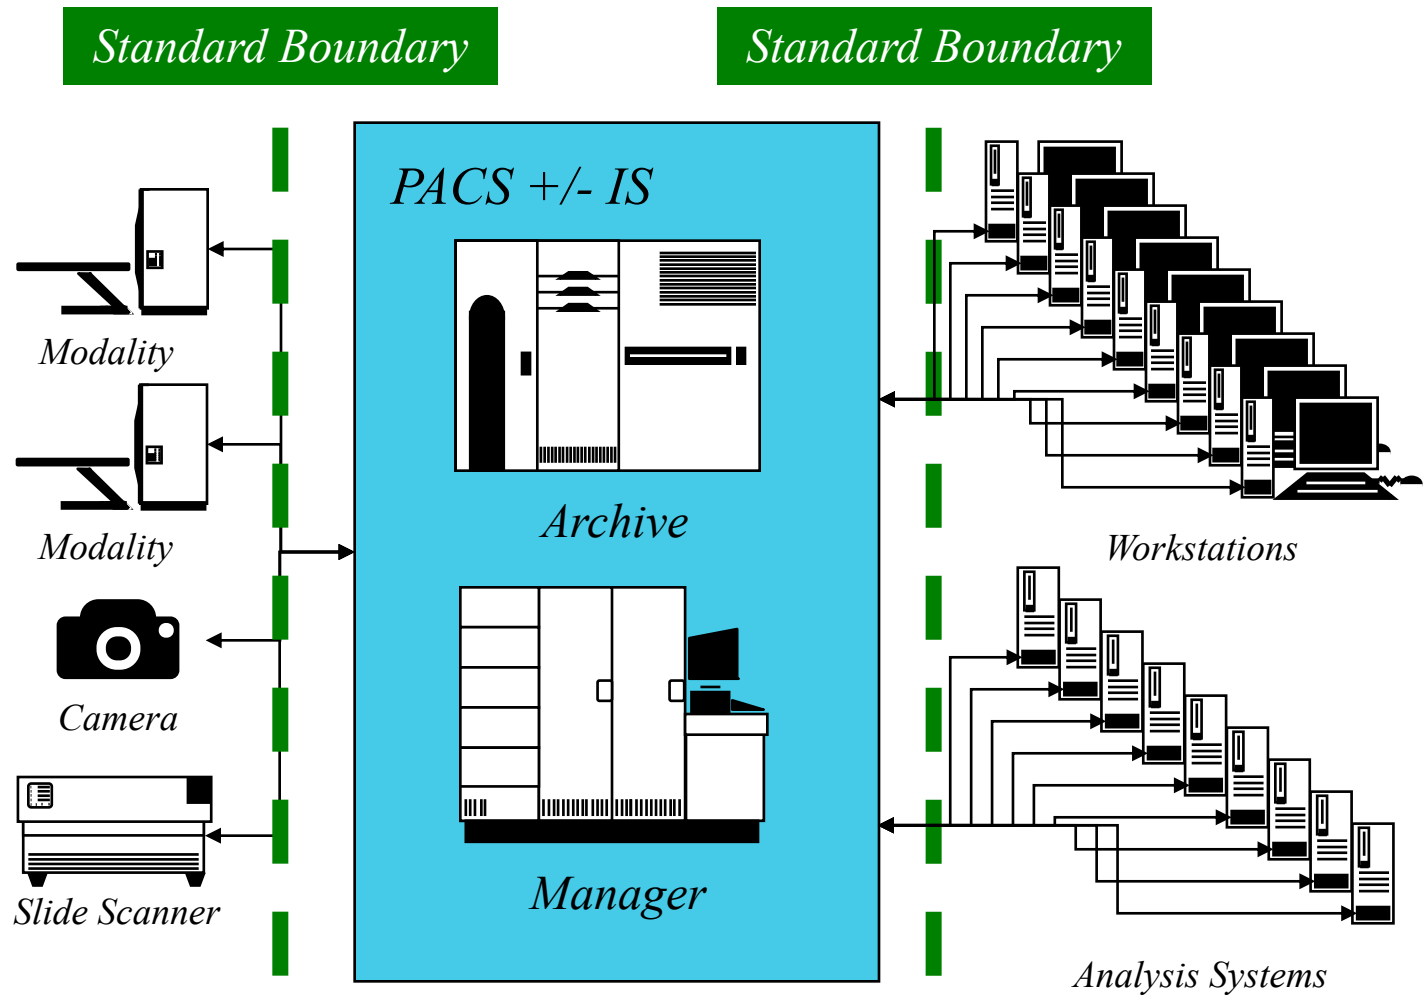 Standard Boundary
Standard Boundary
PACS +/- IS
Modality
Modality
Camera
Slide Scanner
Archive
Manager
Workstations
Analysis Systems